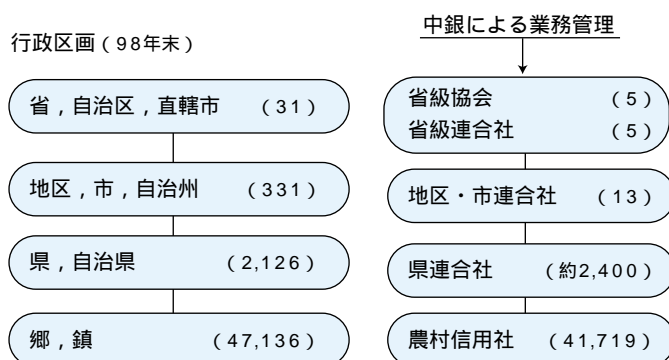 行政区画(98年末)
省,自治区,直轄市 (31)
地区,市,自治州 (331)
県,自治県 (2,126)
郷,鎮 (47,136)
中銀による業務管理
省級協会 (5)
省級連合社 (5)
地区・市連合社 (13)
県連合社 (約2,400)
農村信用社 (41,719)